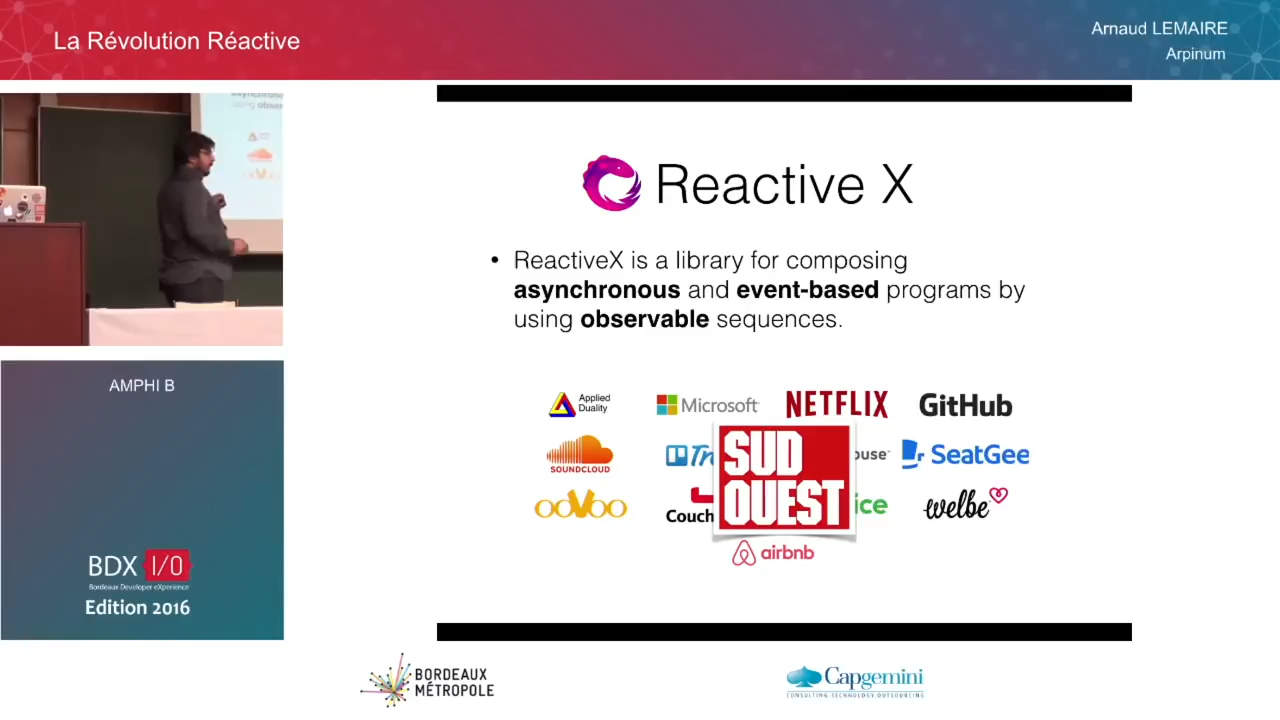 La Révolution Réactive
Arnaud LEMAIRE
Arpinum
Reactive X
• ReactiveX is a library for composing
asynchronous and event-based programs by
using observable sequences.
Applied
Duality
Microsoft
NETFLIX
GitHub
SOUNDCLOUD
SUD
OUEST
SeatGee
ooVoo
Couch
welbe
airbnb
AMPHI B
BDX I/O
Bordeaux Developer eXperience
Edition 2016
BORDEAUX
MÉTROPOLE
Capgemini
CONSULTING.TECHNOLOGY.OUTSOURCING